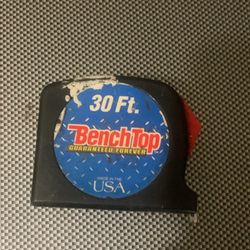 30 Ft.
BenchTop
GUARANTEED FOREVER
MADE IN THE
USA